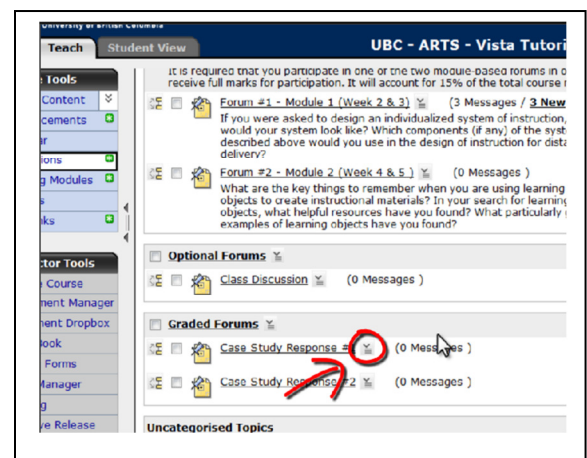 University of British Columbia
Teach Student View UBC - ARTS - Vista Tutori
Tools
Content
cements
ur
ions
g Modules
s
ks
ctor Tools
Course
ment Manager
ment Dropbox
ook
Forms
Manager
g
ve Release
It is required that you participate in one of the two module-based forums in o
receive full marks for participation. It will account for 15% of the total course r
Forum #1 - Module 1 (Week 2 & 3) (3 Messages / 3 New
If you were asked to design an individualized system of instruction,
would your system look like? Which components (if any) of the syst
described above would you use in the design of instruction for dista
delivery?
Forum #2 - Module 2 (Week 4 & 5 ) (0 Messages )
What are the key things to remember when you are using learning
objects to create instructional materials? In your search for learning
objects, what helpful resources have you found? What particularly g
examples of learning objects have you found?
Optional Forums
Class Discussion (0 Messages )
Graded Forums
Case Study Response # (0 Messages )
Case Study Response #2 (0 Messages )
Uncategorised Topics